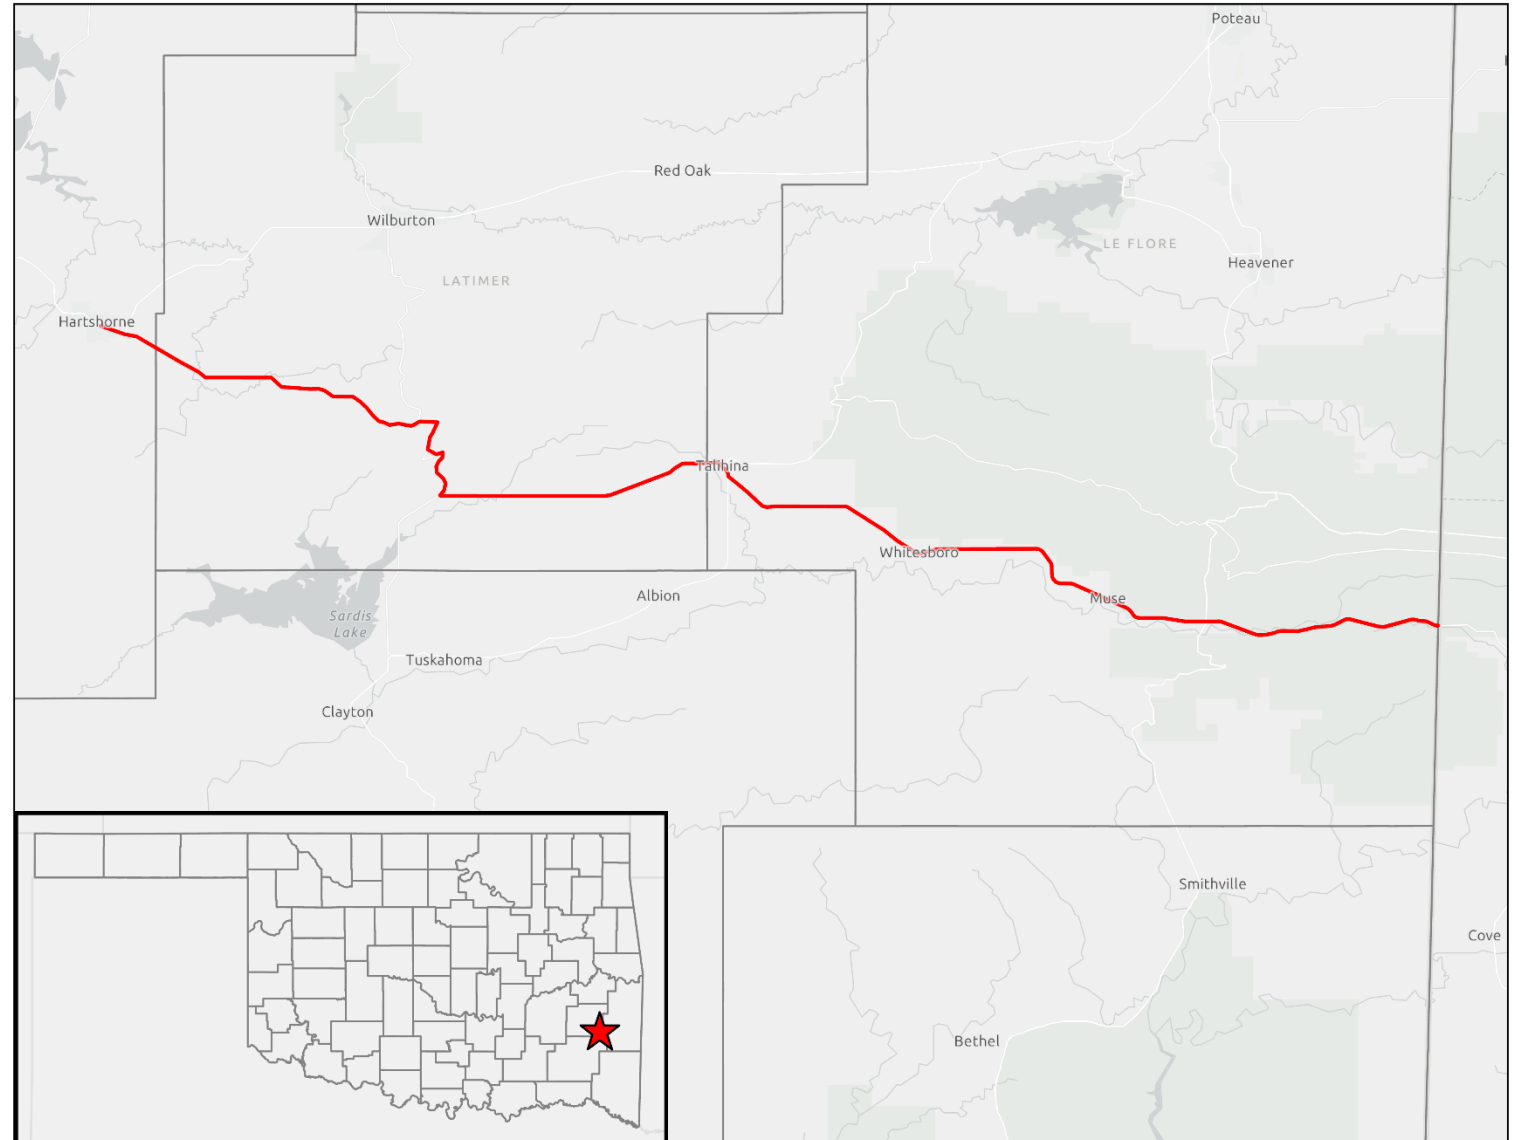 Poteau
Red Oak
Wilburton
LE FLORE
Heavener
LATIMER
Hartshorne
Talihina
Whitesboro
Albion
Muse
Sardis
Lake
Tuskahoma
Clayton
Smithville
Cove
Bethel